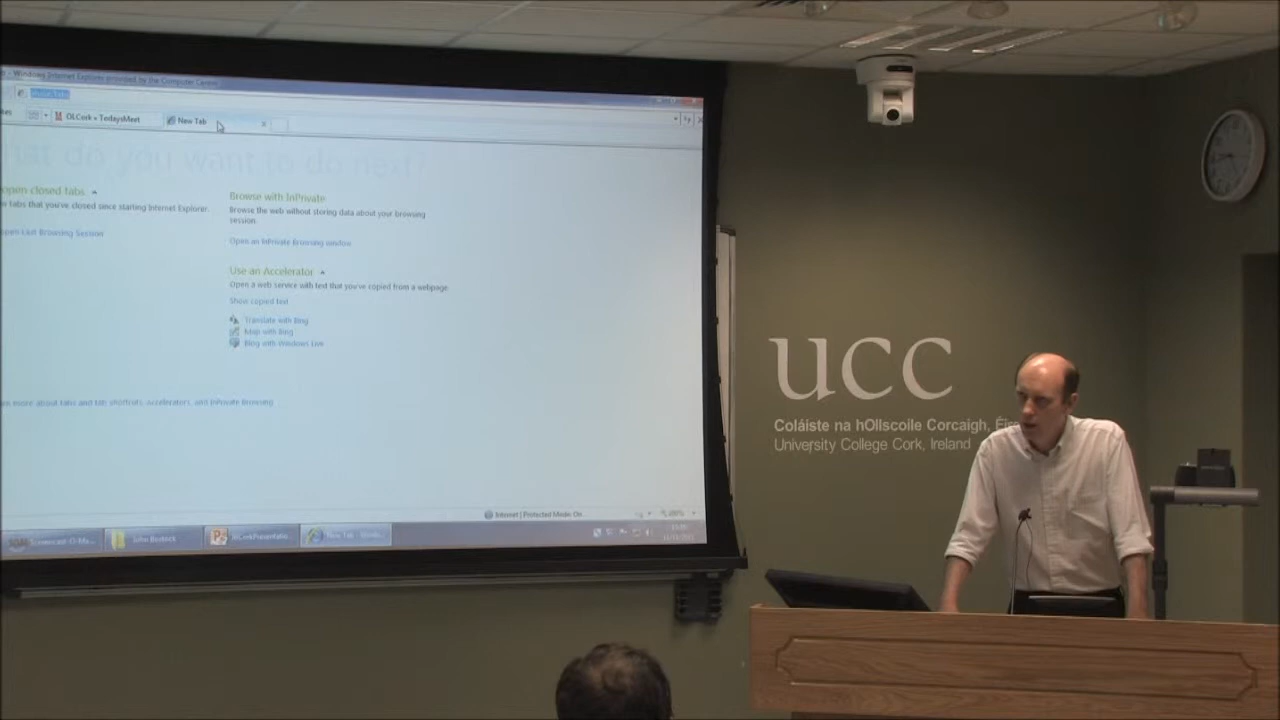 - Windows Internet Explorer provided by the Computer Centre
OLCork • TodaysMeet
New Tab
hat do you want to do next?
open closed tabs
tabs that you've closed since starting Internet Explorer.
open Last Browsing Session
Browse with InPrivate
Browse the web without storing data about your browsing
session.
Open an InPrivate Browsing window
Use an Accelerator
Open a web service with text that you've copied from a webpage.
Show copied text
Translate with Bing
Map with Bing
Blog with Windows Live
more about tabs and tab shortcuts, accelerators, and InPrivate Browsing
Internet | Protected Mode: On
Screencast-O-Ma...
New Tab - Windo...
ucc
Coláiste na hOllscoile Corcaigh,
University College Cork, Ireland